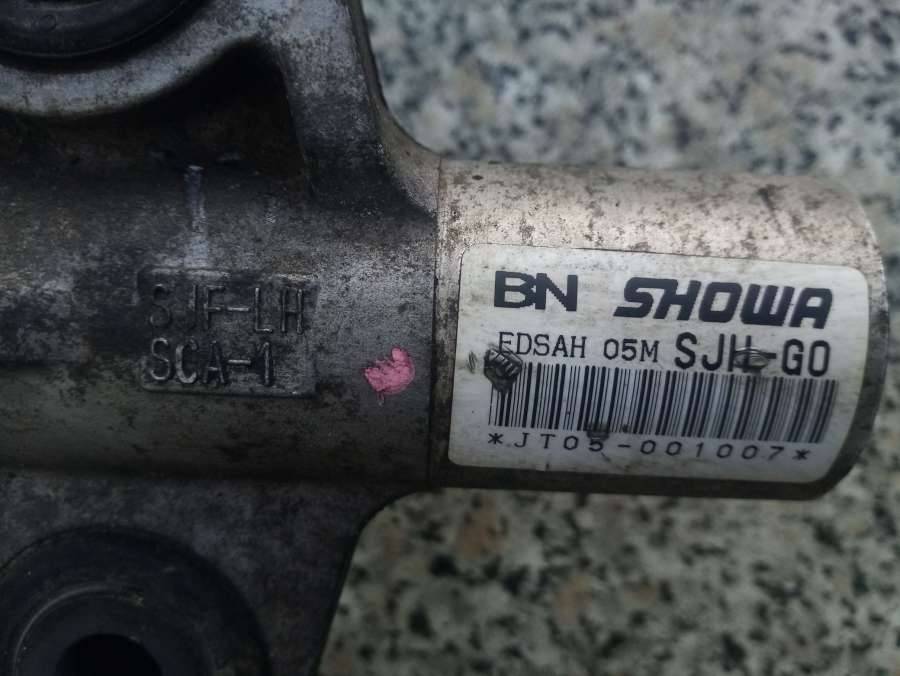 SJF-LH
SCA-1
BN SHOWA
EDSAH 05M SJH-G0
*JT05-001007*